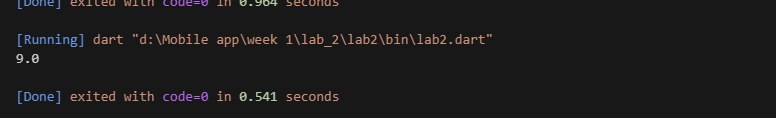 [Done] exited with code=0 in 0.964 seconds
[Running] dart "d:\Mobile app\week 1\lab_2\lab2\bin\lab2.dart"
9.0
[Done] exited with code=0 in 0.541 seconds